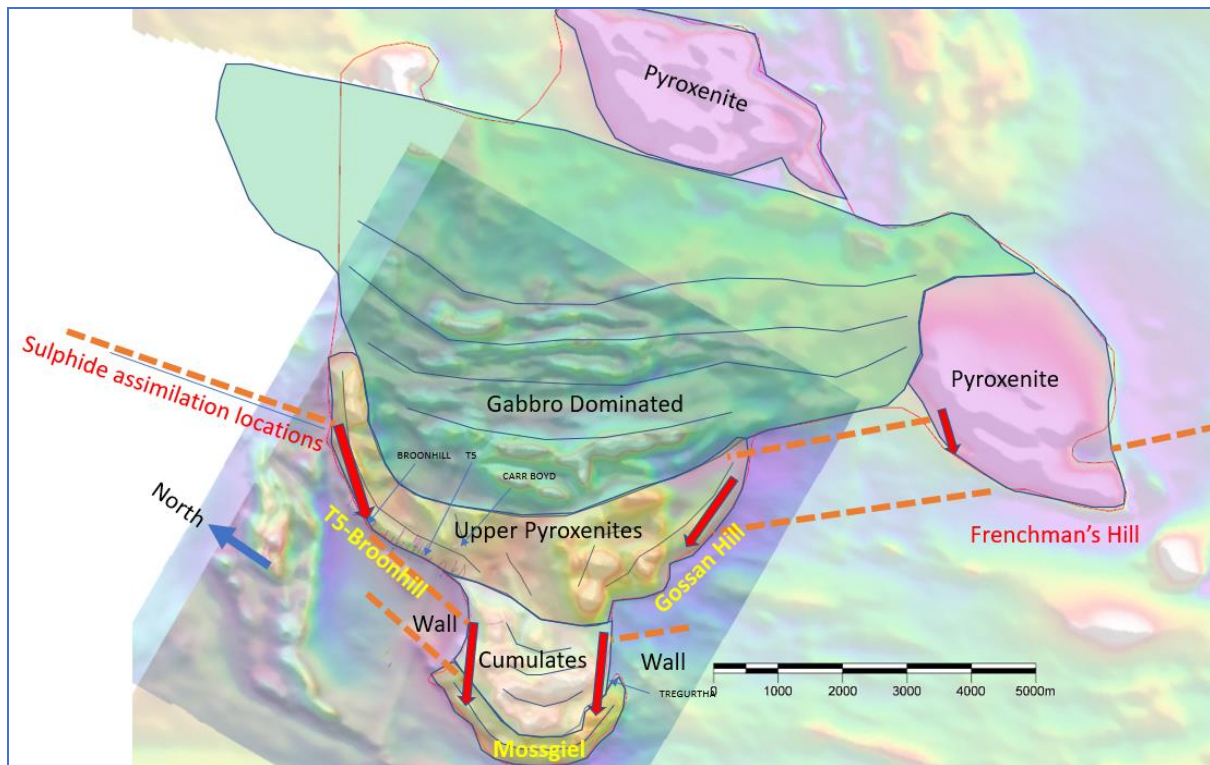 Pyroxenite
Sulphide assimilation locations
Pyroxenite
Gabbro Dominated
BROONHILL
T5
CARR BOYD
North
T5-Broonhill
Upper Pyroxenites
Gossan Hill
Frenchman's Hill
Wall
Cumulates
Wall
TREGURTHA
0 1000 2000 3000 4000 5000m
Mossgiel